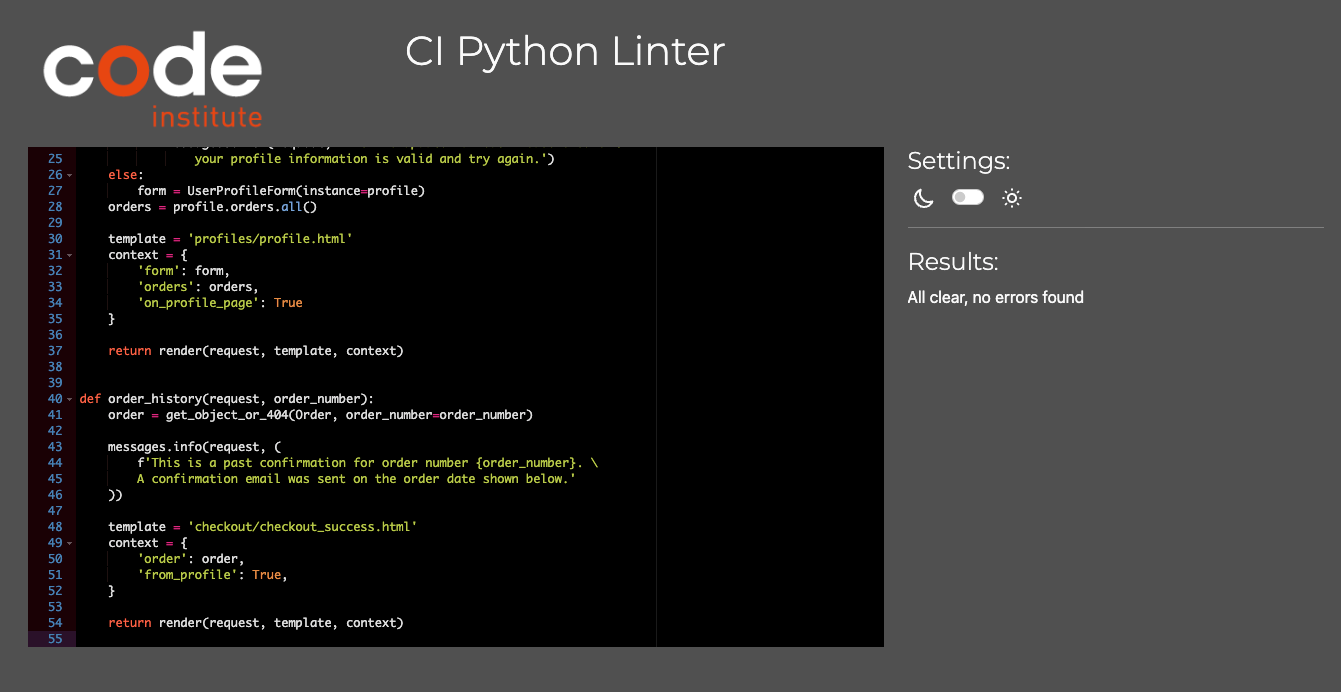 code
institute
CI Python Linter
25 your profile information is valid and try again.')
26 else:
27 form = UserProfileForm(instance=profile)
28 orders = profile.orders.all()
29
30 template = 'profiles/profile.html'
31 context = {
32 'form': form,
33 'orders': orders,
34 'on_profile_page': True
35 }
36
37 return render(request, template, context)
38
39
40 def order_history(request, order_number):
41 order = get_object_or_404(Order, order_number=order_number)
42
43 messages.info(request, (
44 f'This is a past confirmation for order number {order_number}. \
45 A confirmation email was sent on the order date shown below.'
46 ))
47
48 template = 'checkout/checkout_success.html'
49 context = {
50 'order': order,
51 'from_profile': True,
52 }
53
54 return render(request, template, context)
55
Settings:
Results:
All clear, no errors found